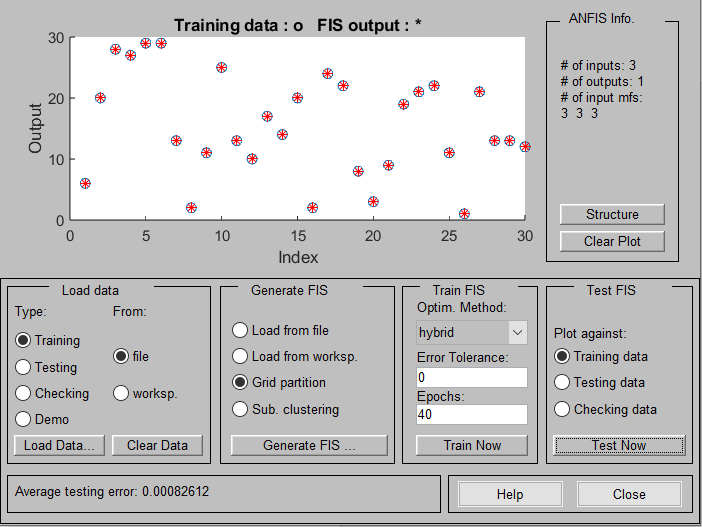 Training data : o   FIS output : *
30
20
10
0
Output
0 5 10 15 20 25 30
Index
ANFIS Info.
# of inputs: 3
# of outputs: 1
# of input mfs:
3 3 3
Structure
Clear Plot
Load data
Type: From:
Training
Testing
Checking
Demo
file
worksp.
Load Data... Clear Data
Generate FIS
Load from file
Load from worksp.
Grid partition
Sub. clustering
Generate FIS ...
Train FIS
Optim. Method:
hybrid
Error Tolerance:
0
Epochs:
40
Train Now
Test FIS
Plot against:
Training data
Testing data
Checking data
Test Now
Average testing error: 0.00082612
Help Close